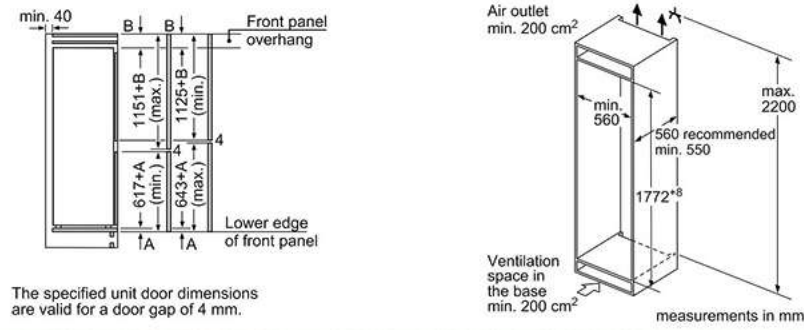 min. 40
B
B
Front panel
overhang
1151+B
(max.)
1125+B
(min.)
4
4
617+A
(min.)
643+A
(max.)
A
A
Lower edge
of front panel
The specified unit door dimensions
are valid for a door gap of 4 mm.
Air outlet
min. 200 cm²
max.
2200
min.
560
560 recommended
min. 550
1772⁺⁸
Ventilation
space in
the base
min. 200 cm²
measurements in mm